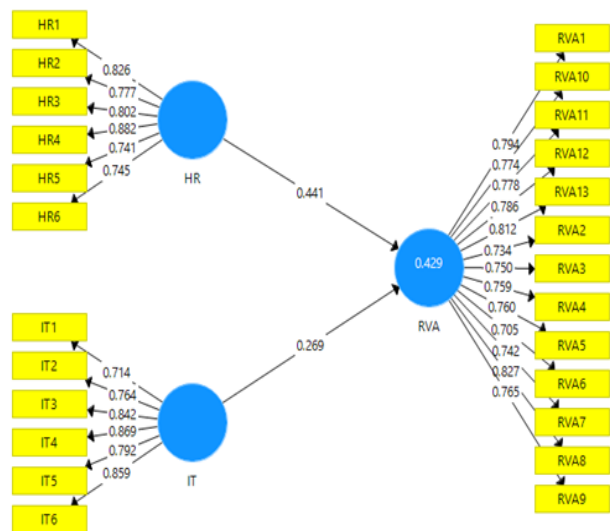 HR1
HR2
HR3
HR4
HR5
HR6
0.826
0.777
0.802
0.882
0.741
0.745
HR
0.441
IT1
IT2
IT3
IT4
IT5
IT6
0.714
0.764
0.842
0.869
0.792
0.859
IT
0.269
0.429
RVA
0.794
0.774
0.778
0.786
0.812
0.734
0.750
0.759
0.760
0.705
0.742
0.827
0.765
RVA1
RVA10
RVA11
RVA12
RVA13
RVA2
RVA3
RVA4
RVA5
RVA6
RVA7
RVA8
RVA9